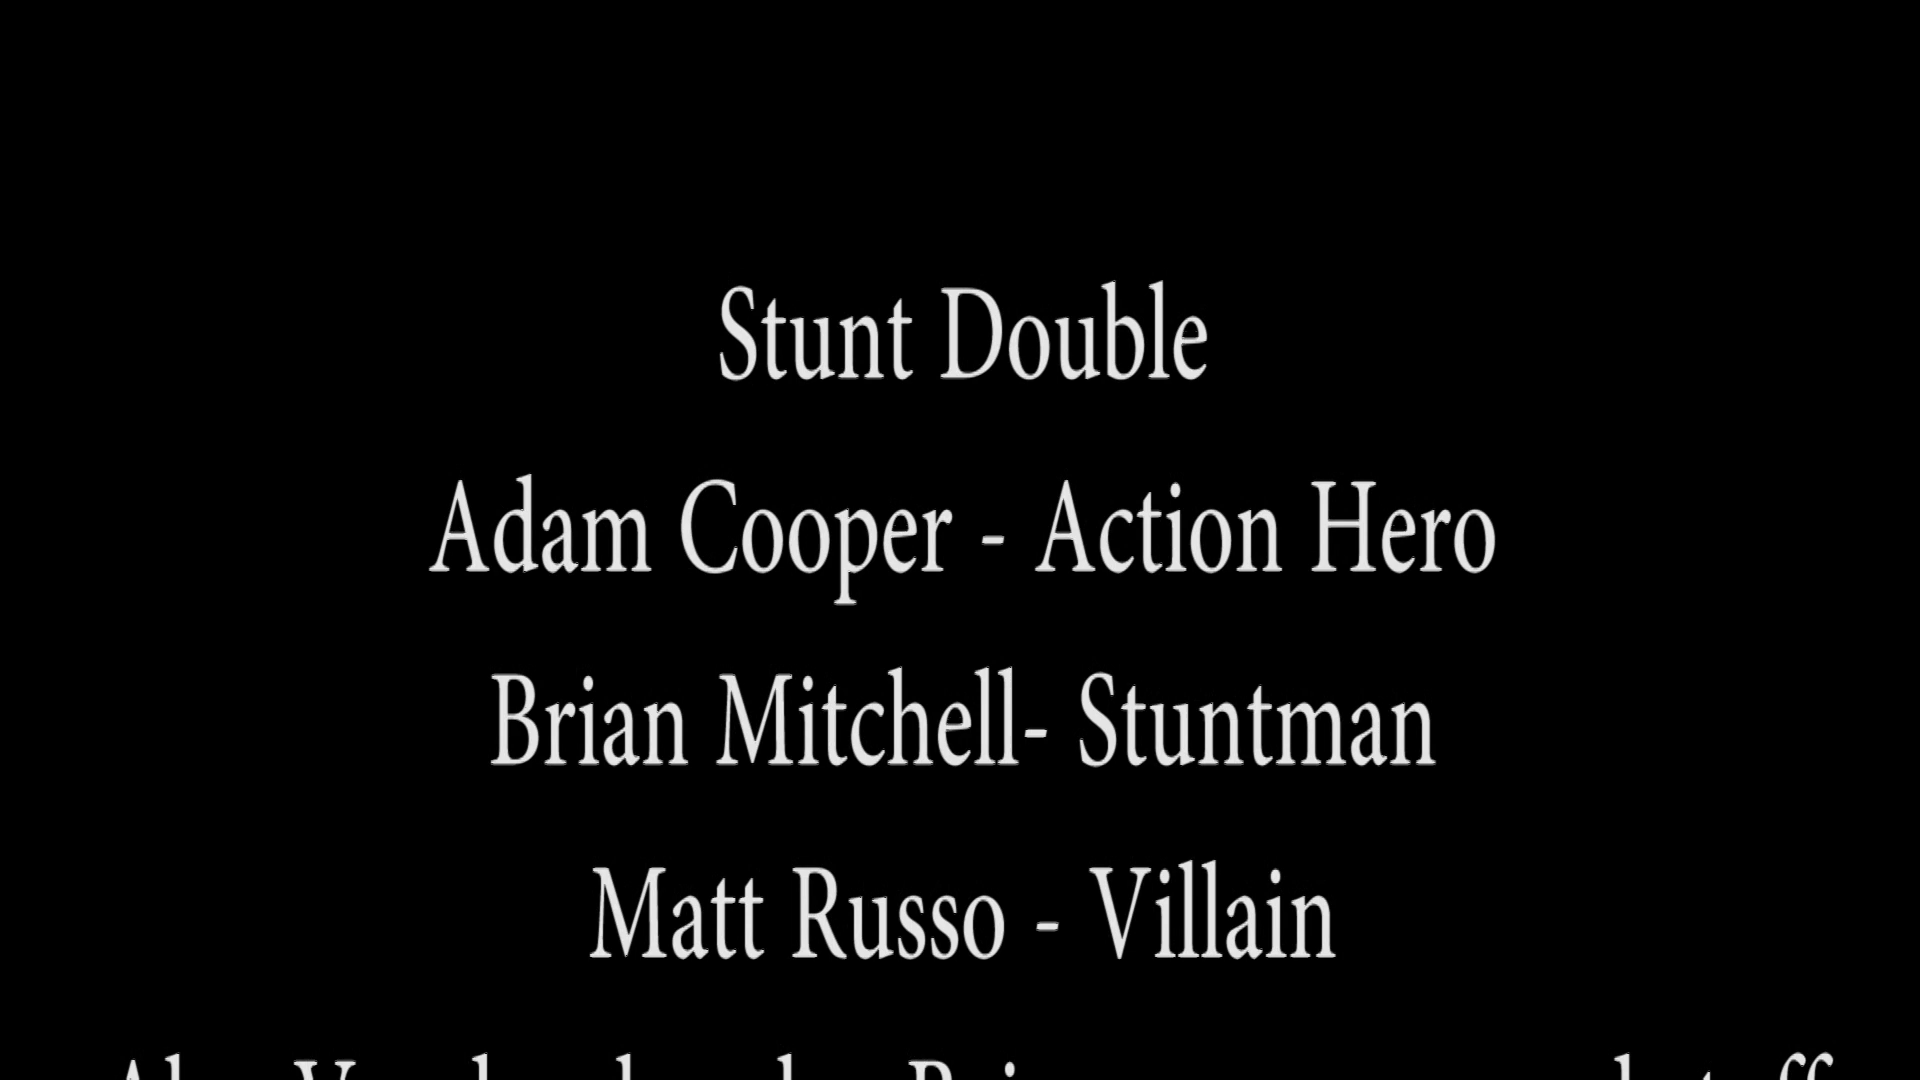 Stunt Double
Adam Cooper - Action Hero
Brian Mitchell- Stuntman
Matt Russo - Villain